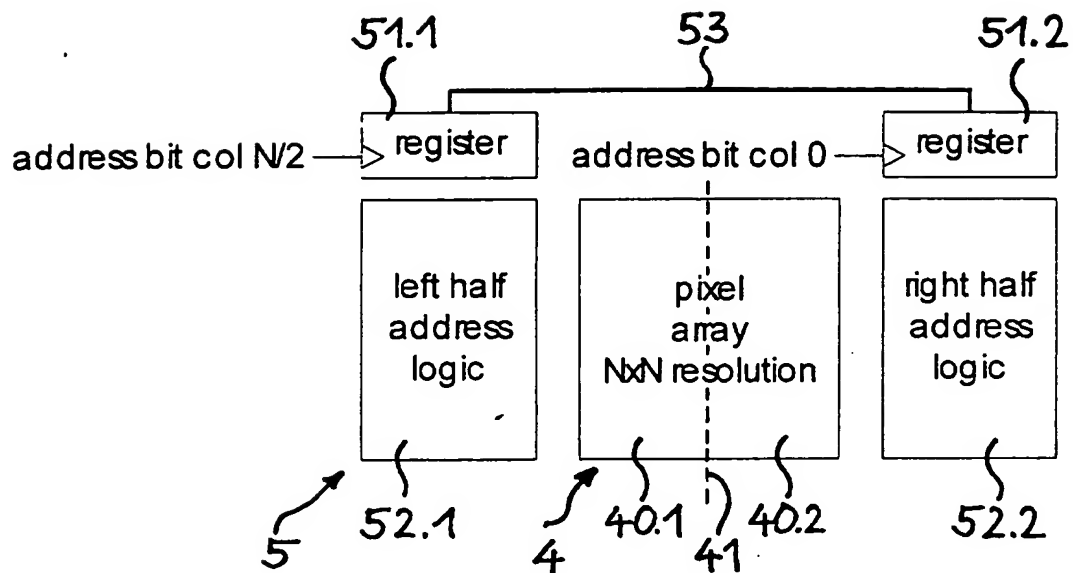 51.1
53
51.2
register
register
address bit col N/2
address bit col 0
left half
address
logic
pixel
array
NxN resolution
right half
address
logic
5
52.1
4
40.1
41
40.2
52.2